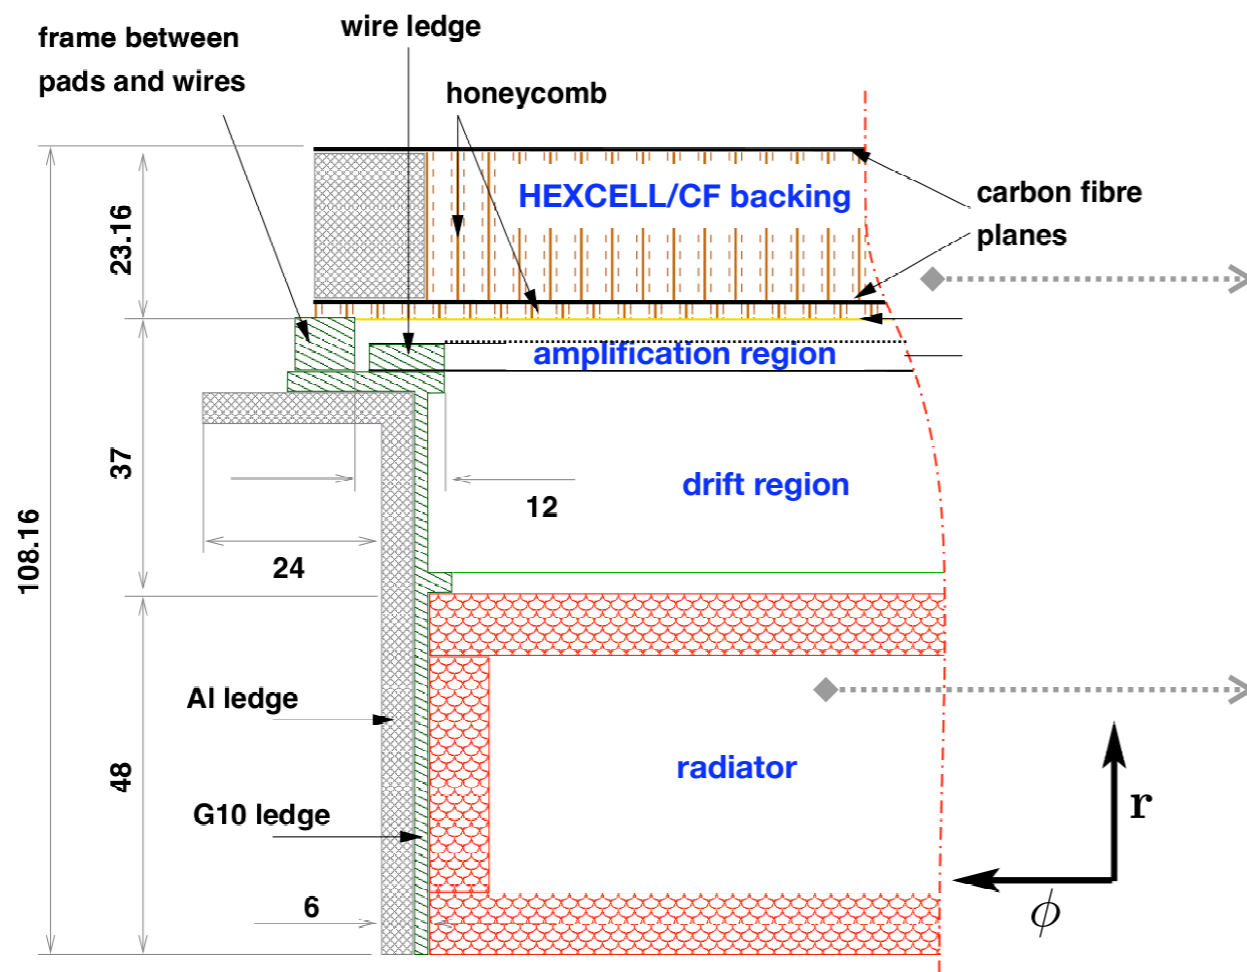 frame between
pads and wires
wire ledge
honeycomb
HEXCELL/CF backing
carbon fibre
planes
23.16
amplification region
37
drift region
12
24
108.16
Al ledge
radiator
48
G10 ledge
6
r
ϕ